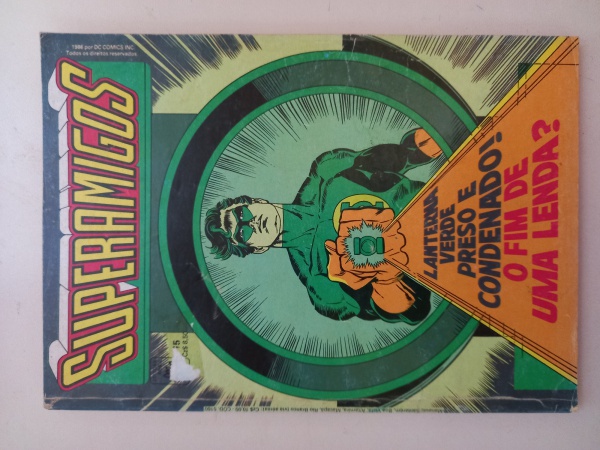 1986 por DC COMICS INC.
Todos os direitos reservados
SUPERAMIGOS
LANTERNA
VERDE
PRESO E
CONDENADO!
O FIM DE
UMA LENDA?